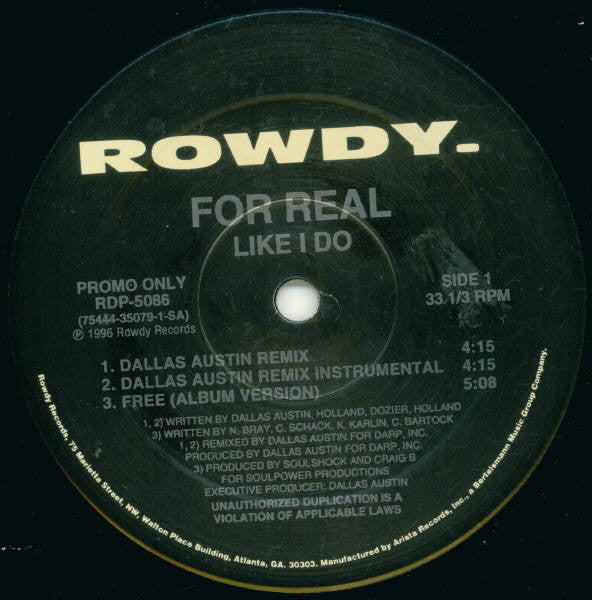 ROWDY.
FOR REAL
LIKE I DO
PROMO ONLY
RDP-5086
(75444-35079-1-SA)
℗ 1996 Rowdy Records
SIDE 1
33.1/3 RPM
1. DALLAS AUSTIN REMIX 4:15
2. DALLAS AUSTIN REMIX INSTRUMENTAL 4:15
3. FREE (ALBUM VERSION) 5:08
1, 2) WRITTEN BY DALLAS AUSTIN, HOLLAND, DOZIER, HOLLAND
3) WRITTEN BY N. BRAY, C. SCHACK, K. KARLIN, C. BARTOCK
1, 2) REMIXED BY DALLAS AUSTIN FOR DARP, INC.
PRODUCED BY DALLAS AUSTIN FOR DARP, INC.
3) PRODUCED BY SOULSHOCK AND CRAIG B
FOR SOULPOWER PRODUCTIONS
EXECUTIVE PRODUCER: DALLAS AUSTIN
UNAUTHORIZED DUPLICATION IS A
VIOLATION OF APPLICABLE LAWS
Rowdy Records, 75 Marietta Street, NW, Walton Place Building, Atlanta, GA. 30303. Manufactured by Arista Records, Inc., a Bertelsmann Music Group Company.